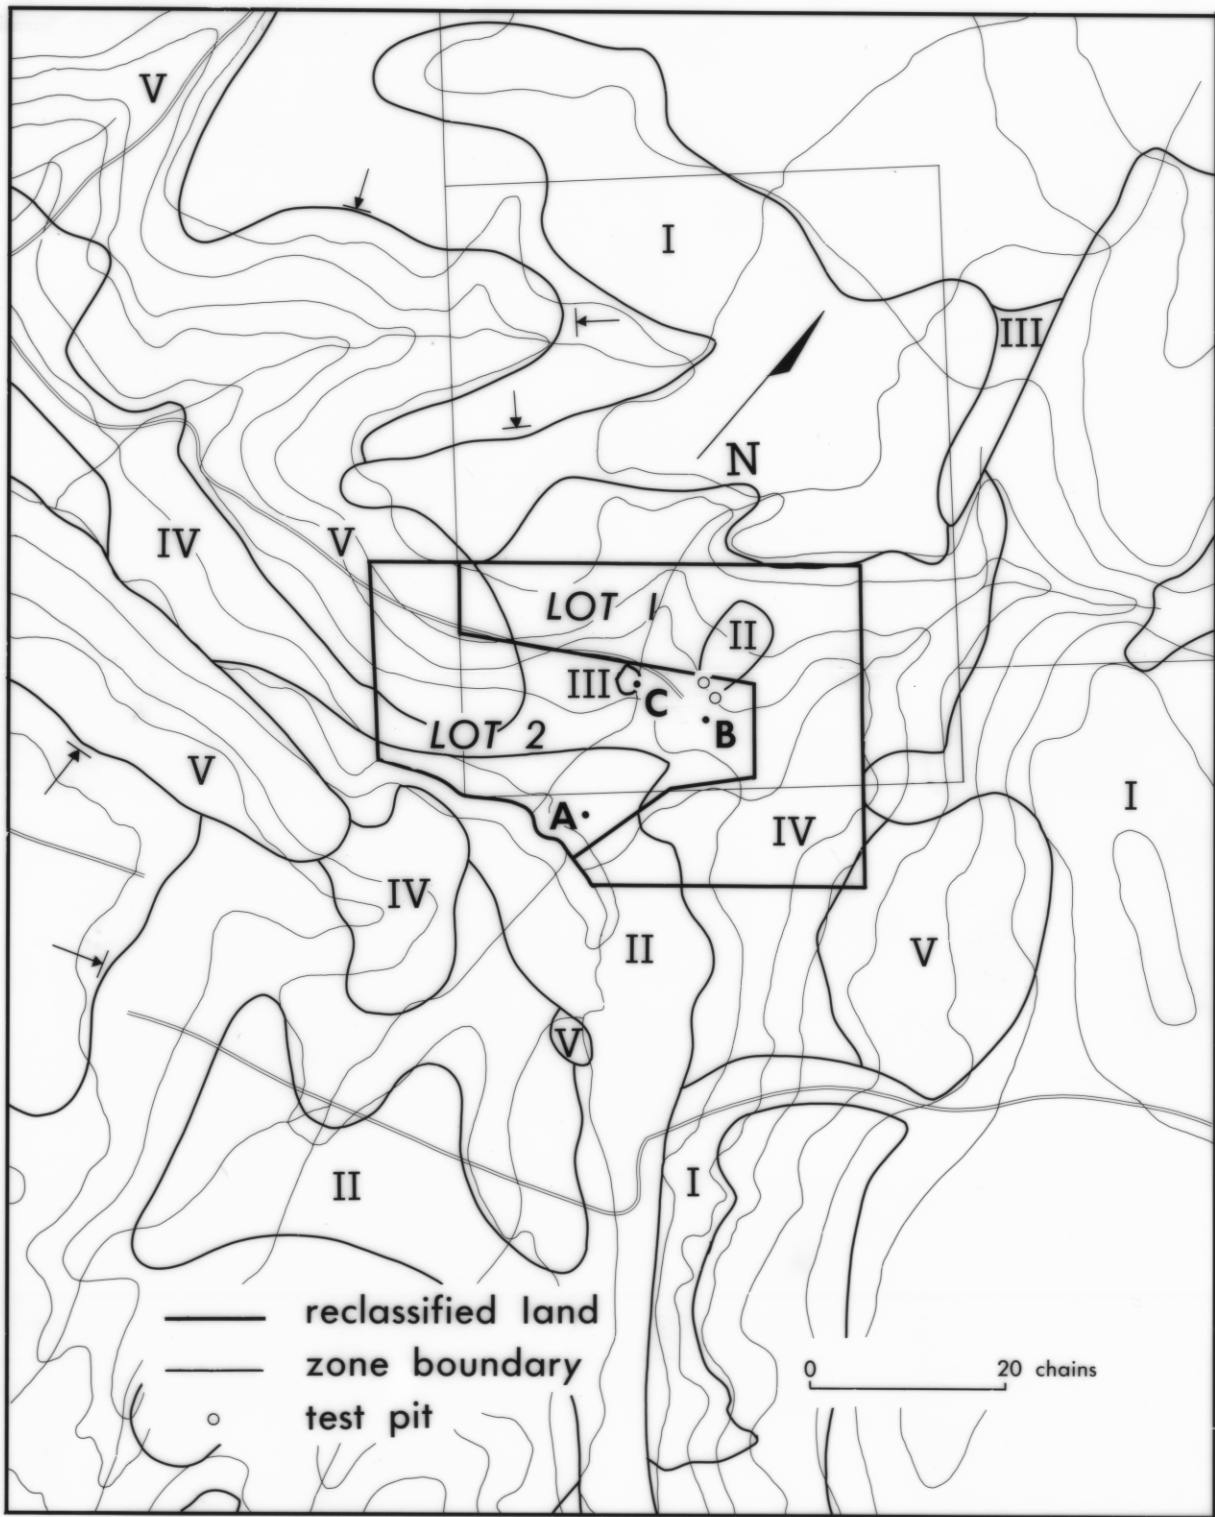 V
I
III
N
IV
V
LOT 1
II
III
C
LOT 2
B
V
A
I
IV
IV
II
V
V
II
I
reclassified land
zone boundary
0 20 chains
test pit